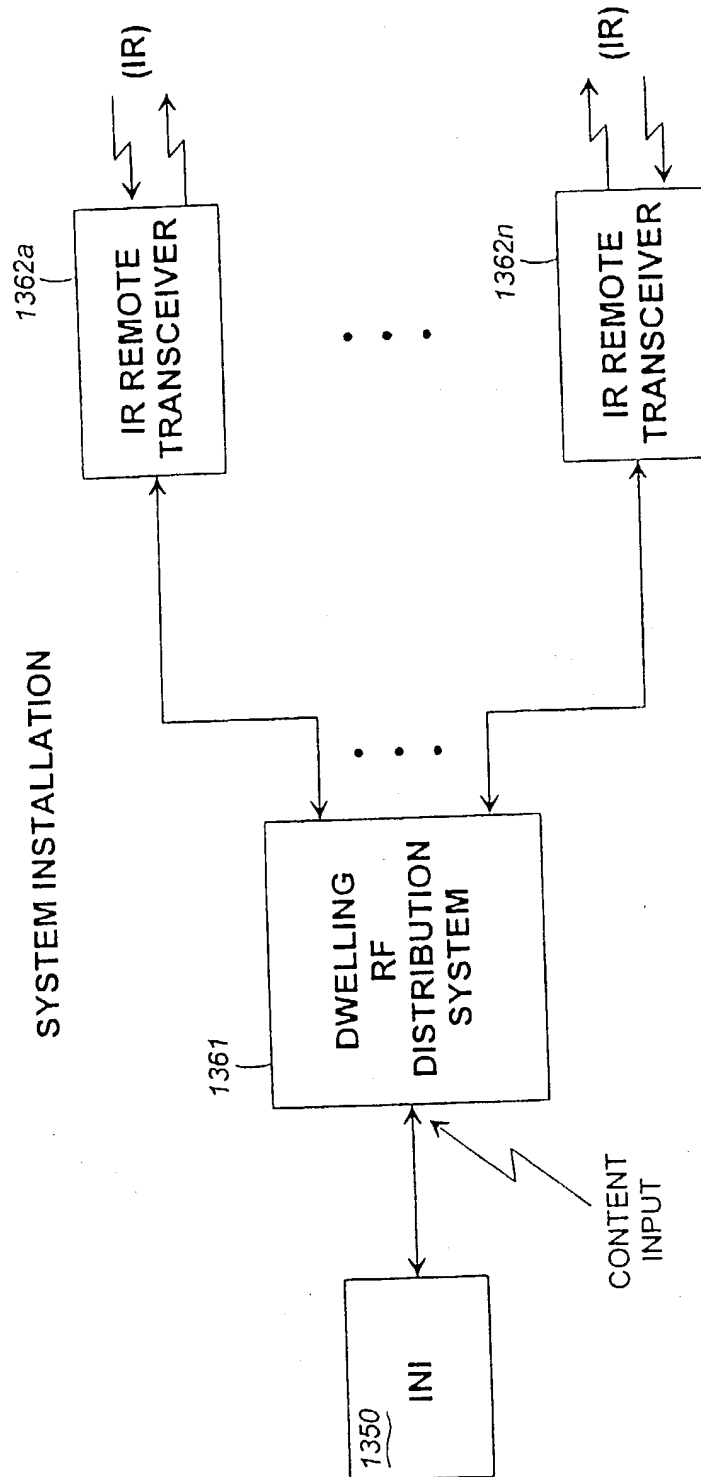 SYSTEM INSTALLATION
1350
INI
CONTENT
INPUT
1361
DWELLING
RF
DISTRIBUTION
SYSTEM
1362a
IR REMOTE
TRANSCEIVER
(IR)
1362n
IR REMOTE
TRANSCEIVER
(IR)